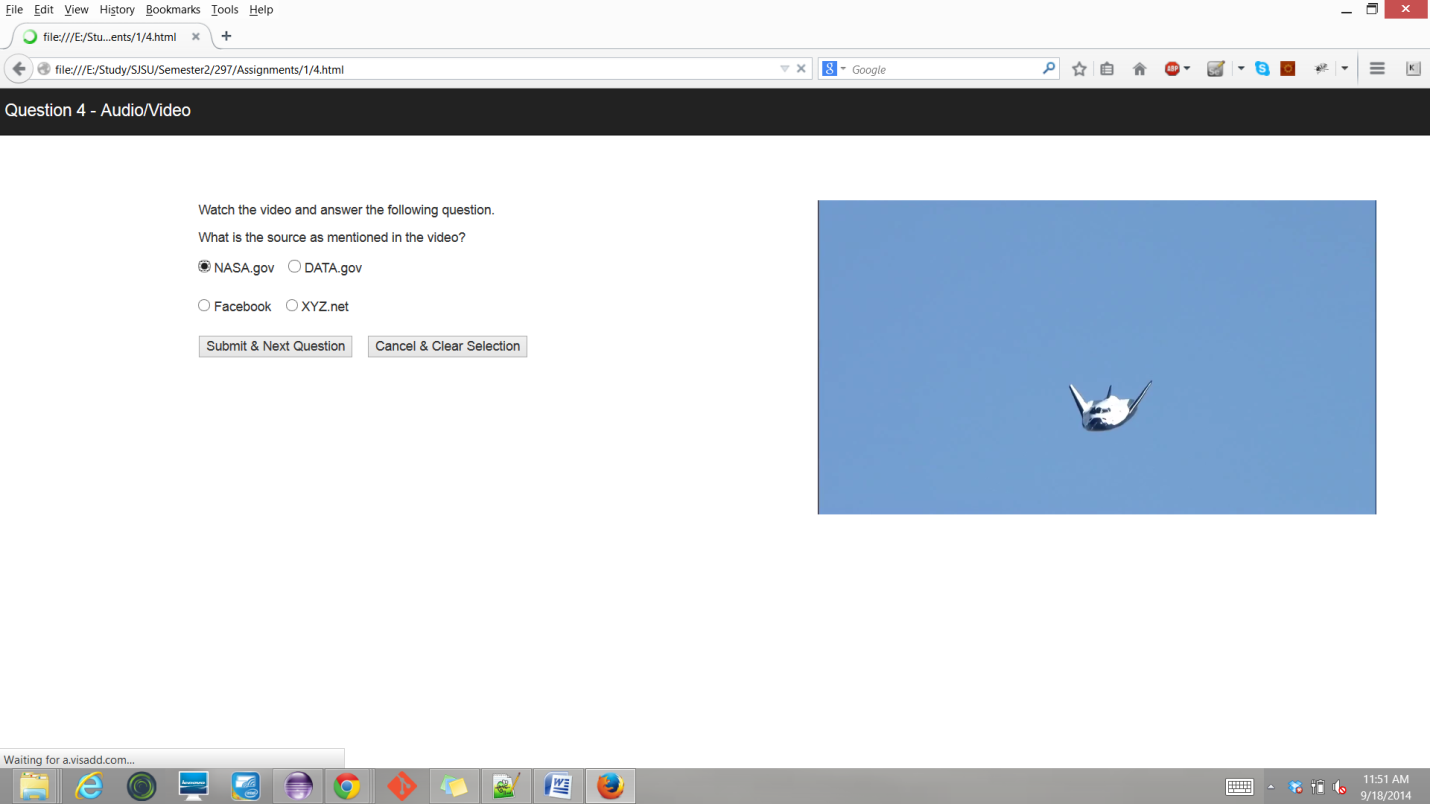 File Edit View History Bookmarks Tools Help
file:///E:/Stu...ents/1/4.html
file:///E:/Study/SJSU/Semester2/297/Assignments/1/4.html
Google
Question 4 - Audio/Video
Watch the video and answer the following question.
What is the source as mentioned in the video?
NASA.gov DATA.gov
Facebook XYZ.net
Submit & Next Question Cancel & Clear Selection
Waiting for a.visadd.com...
11:51 AM
9/18/2014